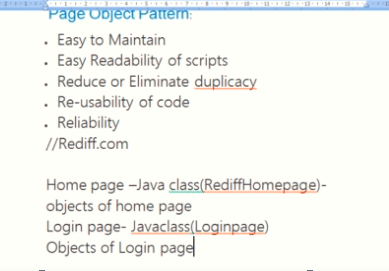 Page Object Pattern:
• Easy to Maintain
• Easy Readability of scripts
• Reduce or Eliminate duplicacy
• Re-usability of code
• Reliability
//Rediff.com
Home page –Java class(RediffHomepage)-
objects of home page
Login page- Javaclass(Loginpage)
Objects of Login page